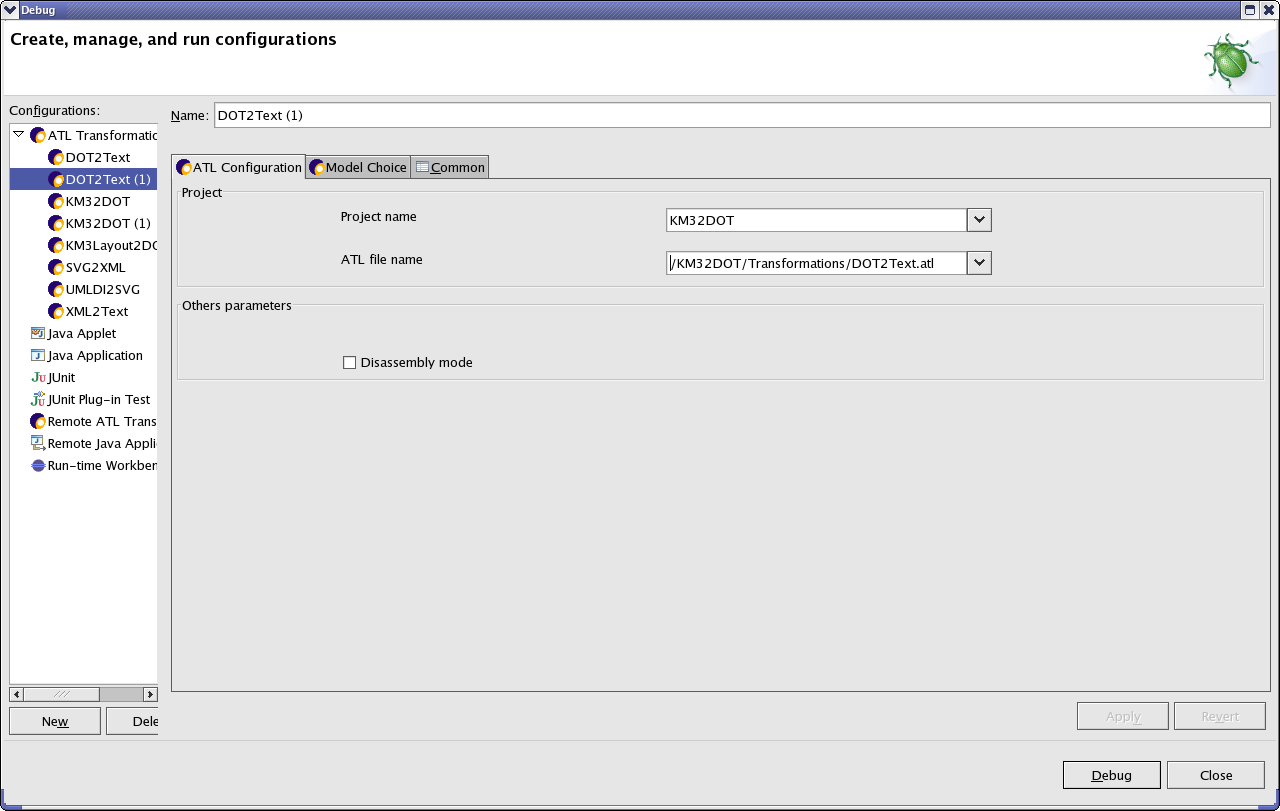 Debug
Create, manage, and run configurations
Configurations:
ATL Transformatic
DOT2Text
DOT2Text (1)
KM32DOT
KM32DOT (1)
KM3Layout2DO
SVG2XML
UMLDI2SVG
XML2Text
Java Applet
Java Application
JUnit
JUnit Plug-in Test
Remote ATL Trans
Remote Java Appli
Run-time Workben
New Dele
Name: DOT2Text (1)
ATL Configuration Model Choice Common
Project
Project name KM32DOT
ATL file name /KM32DOT/Transformations/DOT2Text.atl
Others parameters
Disassembly mode
Apply Revert
Debug Close